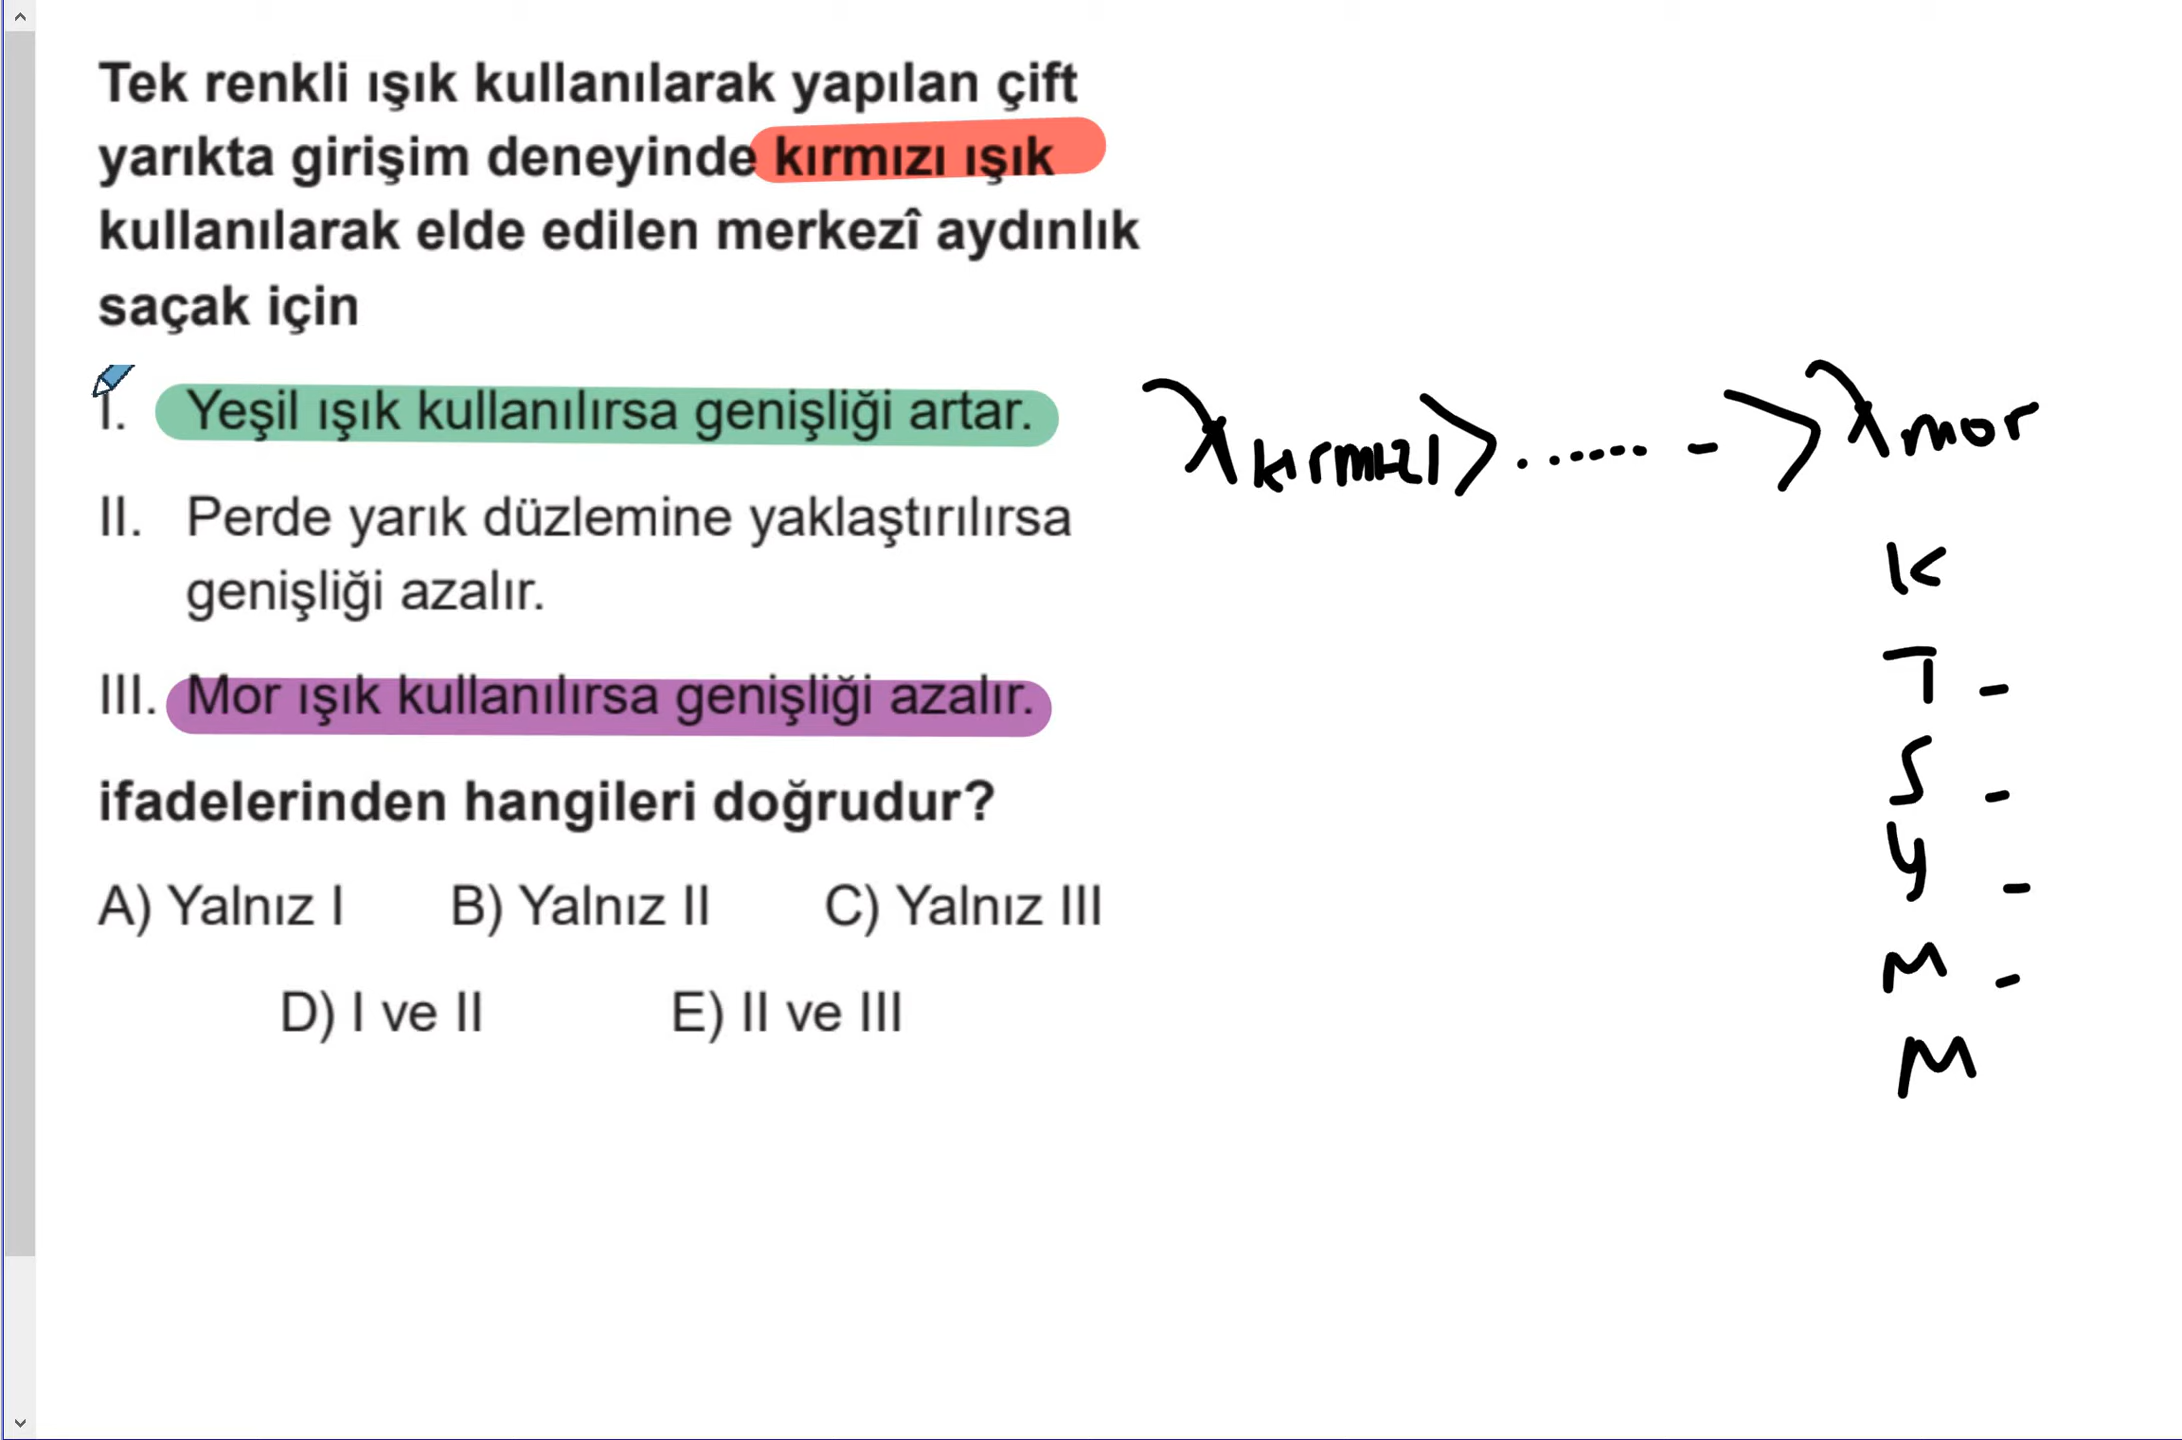 Tek renkli ışık kullanılarak yapılan çift
yarıkta girişim deneyinde kırmızı ışık
kullanılarak elde edilen merkezî aydınlık
saçak için
I. Yeşil ışık kullanılırsa genişliği artar.
II. Perde yarık düzlemine yaklaştırılırsa
genişliği azalır.
III. Mor ışık kullanılırsa genişliği azalır.
ifadelerinden hangileri doğrudur?
A) Yalnız I B) Yalnız II C) Yalnız III
D) I ve II E) II ve III
λkırmızı > ....... - > λmor
K
T -
S -
Y -
M -
M